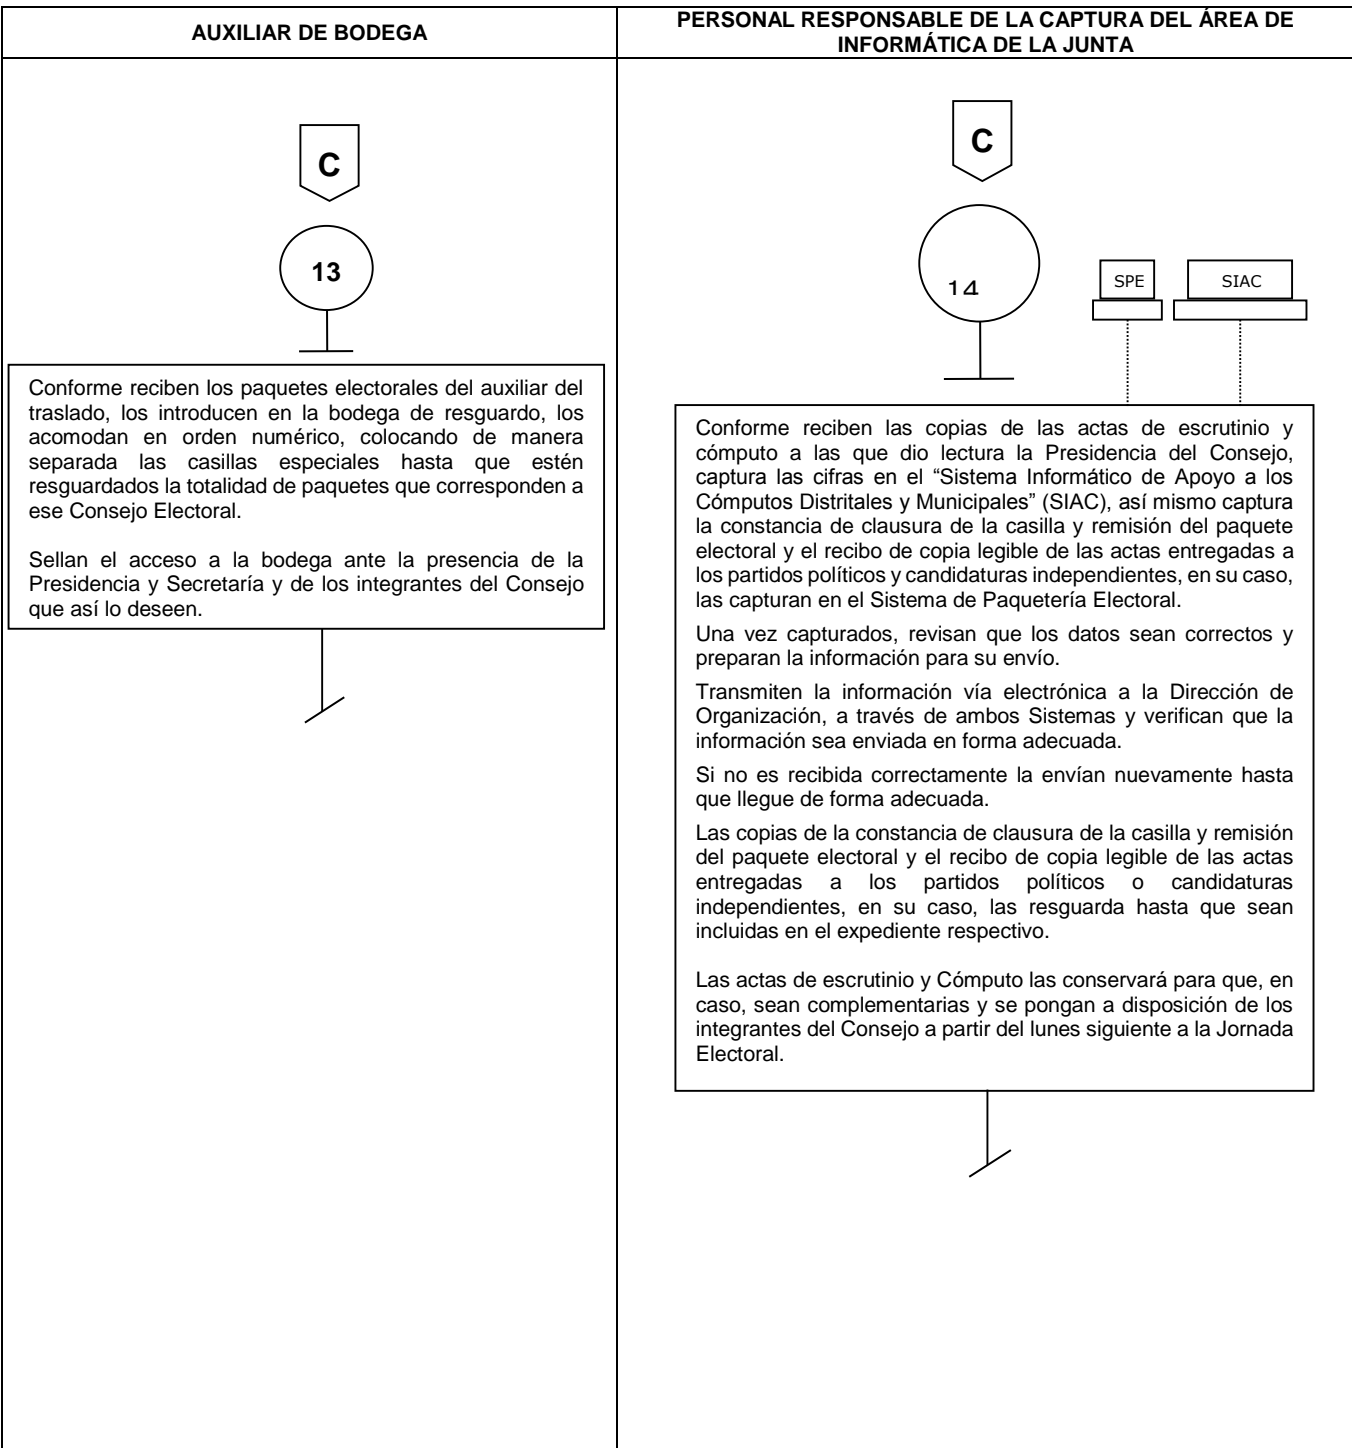 AUXILIAR DE BODEGA
PERSONAL RESPONSABLE DE LA CAPTURA DEL ÁREA DE
INFORMÁTICA DE LA JUNTA
C
13
Conforme reciben los paquetes electorales del auxiliar del
traslado, los introducen en la bodega de resguardo, los
acomodan en orden numérico, colocando de manera
separada las casillas especiales hasta que estén
resguardados la totalidad de paquetes que corresponden a
ese Consejo Electoral.
Sellan el acceso a la bodega ante la presencia de la
Presidencia y Secretaría y de los integrantes del Consejo
que así lo deseen.
C
14
SPE
SIAC
Conforme reciben las copias de las actas de escrutinio y
cómputo a las que dio lectura la Presidencia del Consejo,
captura las cifras en el “Sistema Informático de Apoyo a los
Cómputos Distritales y Municipales” (SIAC), así mismo captura
la constancia de clausura de la casilla y remisión del paquete
electoral y el recibo de copia legible de las actas entregadas a
los partidos políticos y candidaturas independientes, en su caso,
las capturan en el Sistema de Paquetería Electoral.
Una vez capturados, revisan que los datos sean correctos y
preparan la información para su envío.
Transmiten la información vía electrónica a la Dirección de
Organización, a través de ambos Sistemas y verifican que la
información sea enviada en forma adecuada.
Si no es recibida correctamente la envían nuevamente hasta
que llegue de forma adecuada.
Las copias de la constancia de clausura de la casilla y remisión
del paquete electoral y el recibo de copia legible de las actas
entregadas a los partidos políticos o candidaturas
independientes, en su caso, las resguarda hasta que sean
incluidas en el expediente respectivo.
Las actas de escrutinio y Cómputo las conservará para que, en
caso, sean complementarias y se pongan a disposición de los
integrantes del Consejo a partir del lunes siguiente a la Jornada
Electoral.